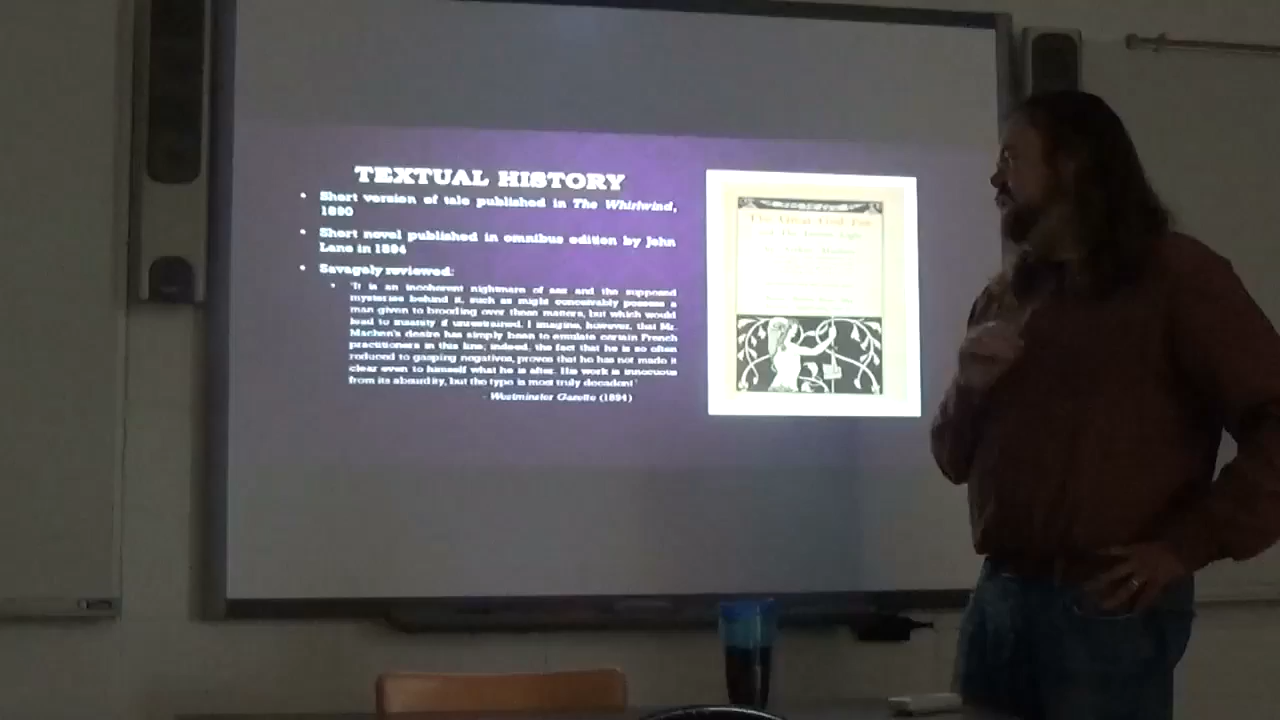 TEXTUAL HISTORY
• Short version of tale published in The Whirlwind,
1890
• Short novel published in omnibus edition by John
Lane in 1894
• Savagely reviewed:
• 'It is an incoherent nightmare of sex and the supposed
mysteries behind it, such as might conceivably possess a
man given to brooding over these matters, but which would
lead to insanity if unrestrained. I imagine, however, that Mr.
Machen's desire has simply been to emulate certain French
practitioners in this line; indeed, the fact that he is so often
reduced to gasping negatives, proves that he has not made it
clear even to himself what he is after. His work is innocuous
from its absurdity, but the type is most truly decadent'
- Westminster Gazette (1894)
The Great God Pan